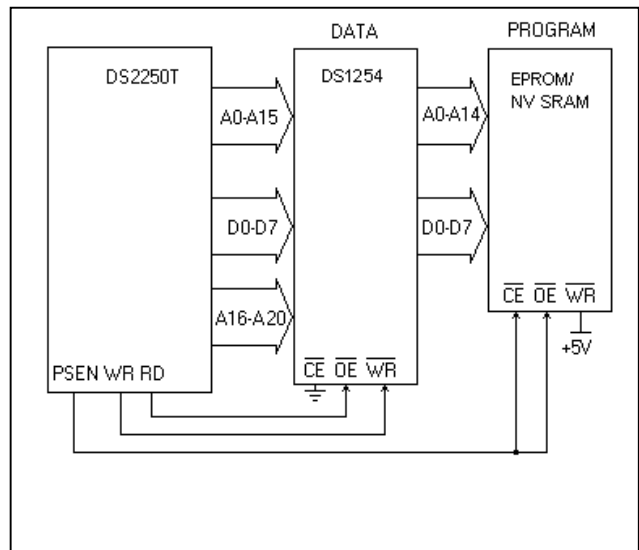 DATA
PROGRAM
DS2250T
DS1254
EPROM/
NV SRAM
A0-A15
A0-A14
D0-D7
D0-D7
A16-A20
CE OE WR
+5V
PSEN WR RD
CE OE WR